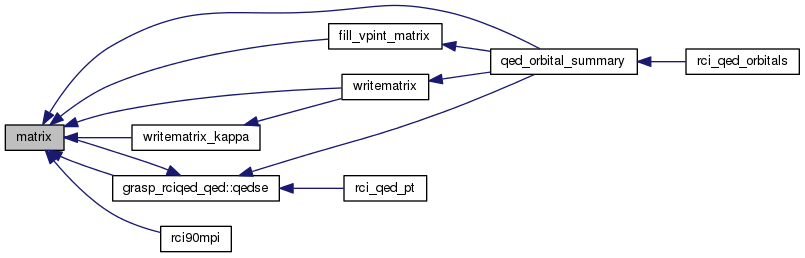 fill_vpint_matrix
qed_orbital_summary
rci_qed_orbitals
writematrix
matrix
writematrix_kappa
grasp_rciqed_qed::qedse
rci_qed_pt
rci90mpi